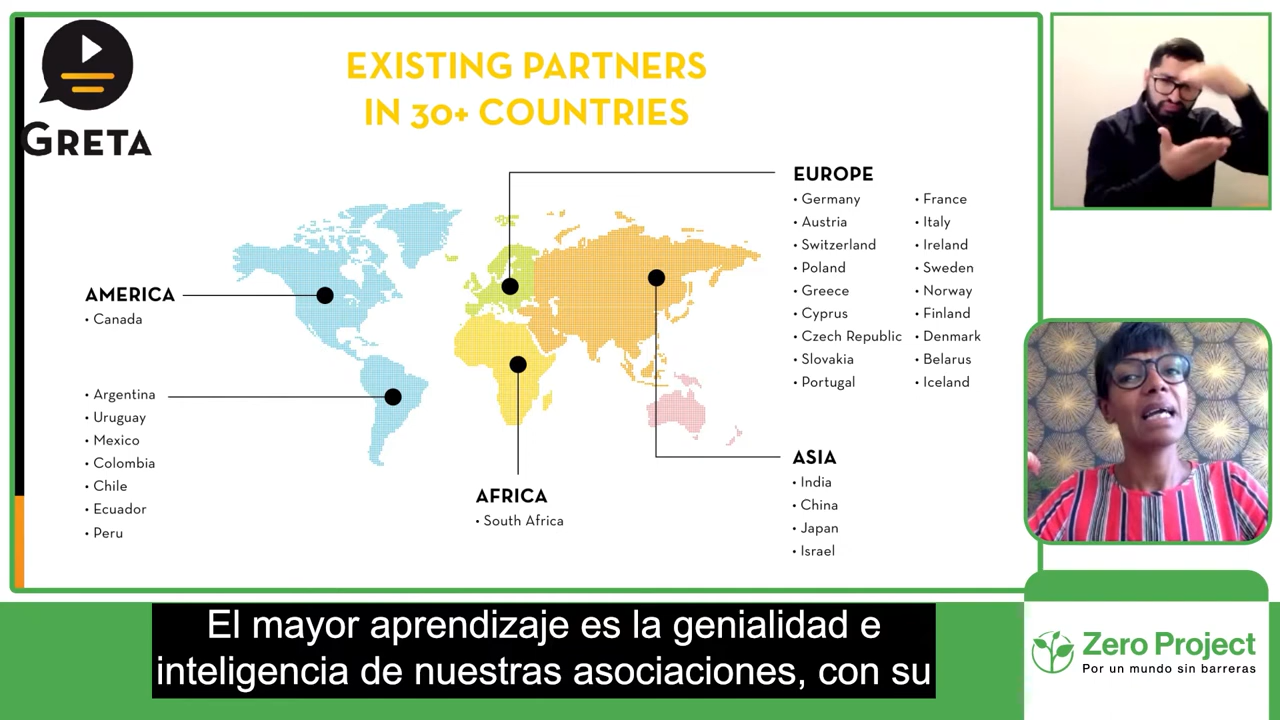 GRETA
EXISTING PARTNERS
IN 30+ COUNTRIES
AMERICA
• Canada
• Argentina
• Uruguay
• Mexico
• Colombia
• Chile
• Ecuador
• Peru
AFRICA
• South Africa
EUROPE
• Germany
• Austria
• Switzerland
• Poland
• Greece
• Cyprus
• Czech Republic
• Slovakia
• Portugal
• France
• Italy
• Ireland
• Sweden
• Norway
• Finland
• Denmark
• Belarus
• Iceland
ASIA
• India
• China
• Japan
• Israel
El mayor aprendizaje es la genialidad e
inteligencia de nuestras asociaciones, con su
Zero Project
Por un mundo sin barreras